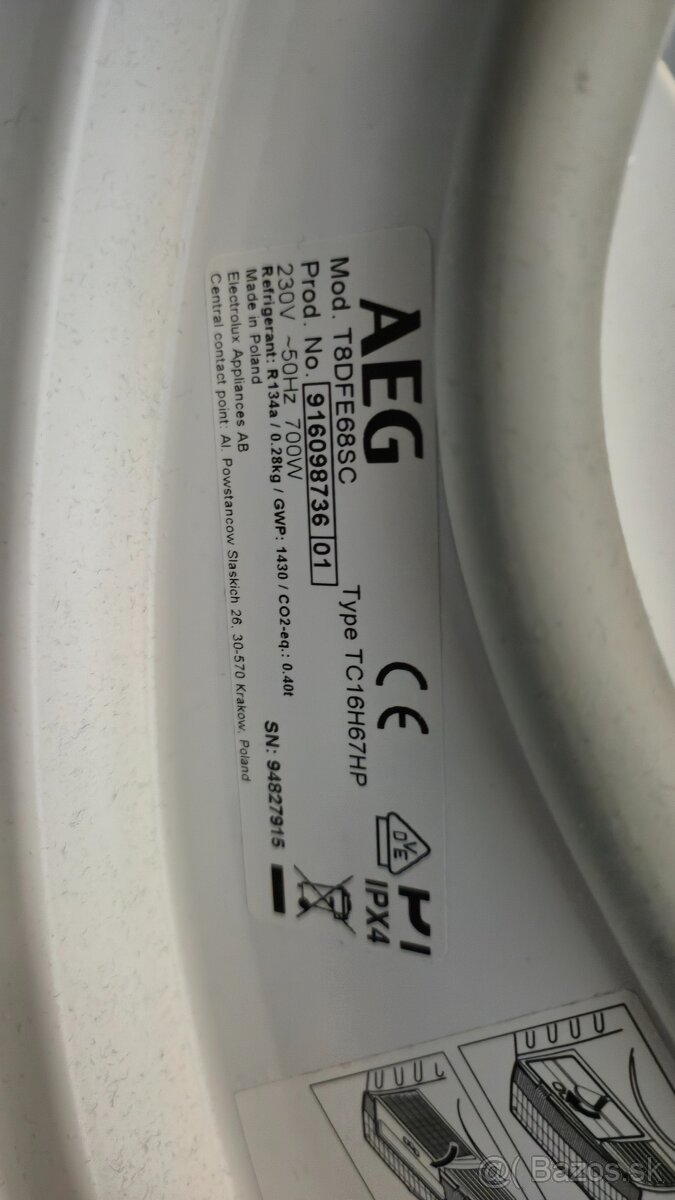 AEG
Mod. T8DFE68SC Type TC16H67HP
Prod. No. 916098736 01
230V ~50Hz 700W
Refrigerant: R134a / 0.28kg / GWP: 1430 / CO2-eq.: 0.40t
Made in Poland
SN: 94827915
Electrolux Appliances AB
Central contact point: Al. Powstancow Slaskich 26, 30-570 Krakow, Poland
DVE
IPX4
Bazos.sk